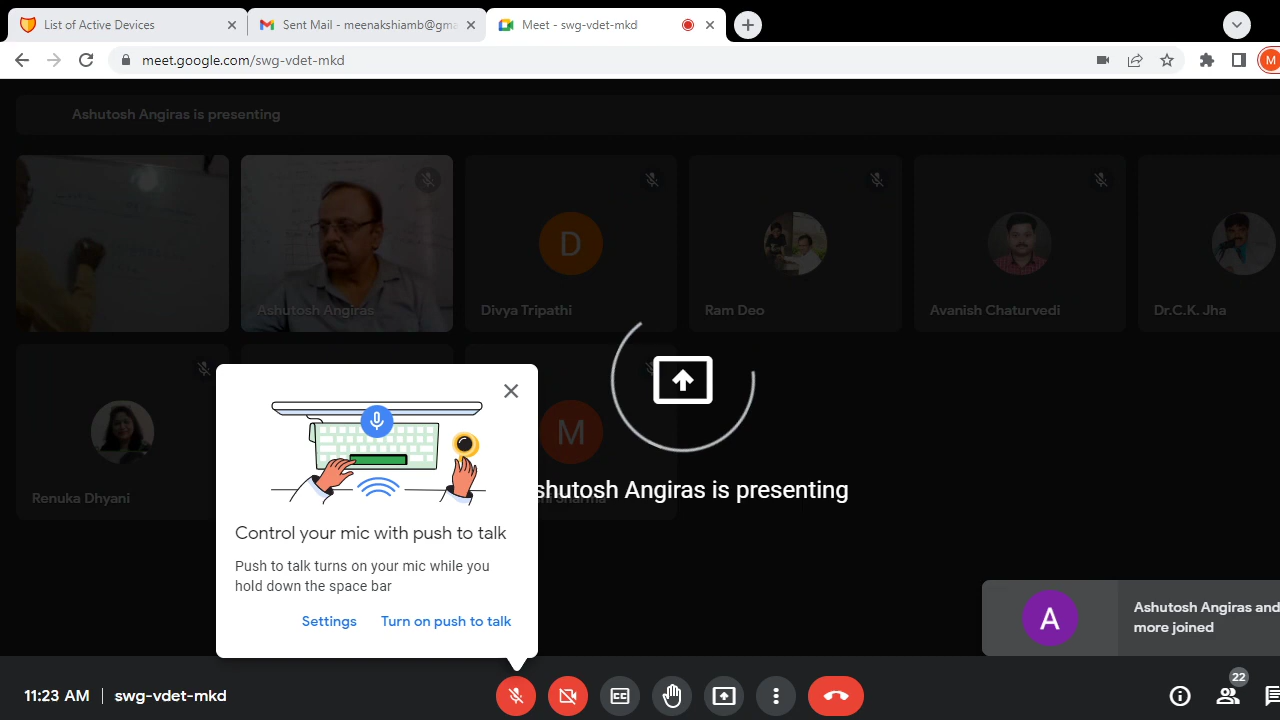 List of Active Devices
Sent Mail - meenakshiamb@gma
Meet - swg-vdet-mkd
meet.google.com/swg-vdet-mkd
M
Ashutosh Angiras is presenting
Ashutosh Angiras
D
Divya Tripathi
Ram Deo
Avanish Chaturvedi
Dr.C.K. Jha
Renuka Dhyani
M
shutosh Angiras is presenting
Control your mic with push to talk
Push to talk turns on your mic while you
hold down the space bar
Settings
Turn on push to talk
A
Ashutosh Angiras and
more joined
11:23 AM | swg-vdet-mkd
CC
22